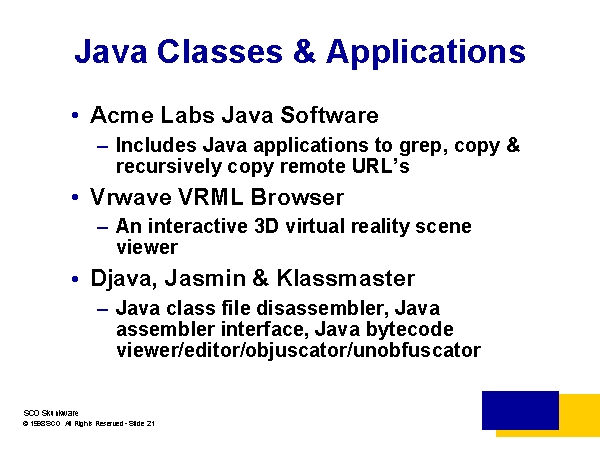 Java Classes & Applications
• Acme Labs Java Software
– Includes Java applications to grep, copy &
recursively copy remote URL’s
• Vrwave VRML Browser
– An interactive 3D virtual reality scene
viewer
• Djava, Jasmin & Klassmaster
– Java class file disassembler, Java
assembler interface, Java bytecode
viewer/editor/objuscator/unobfuscator
SCO Skunkware
© 1998 SCO All Rights Reserved - Slide 21